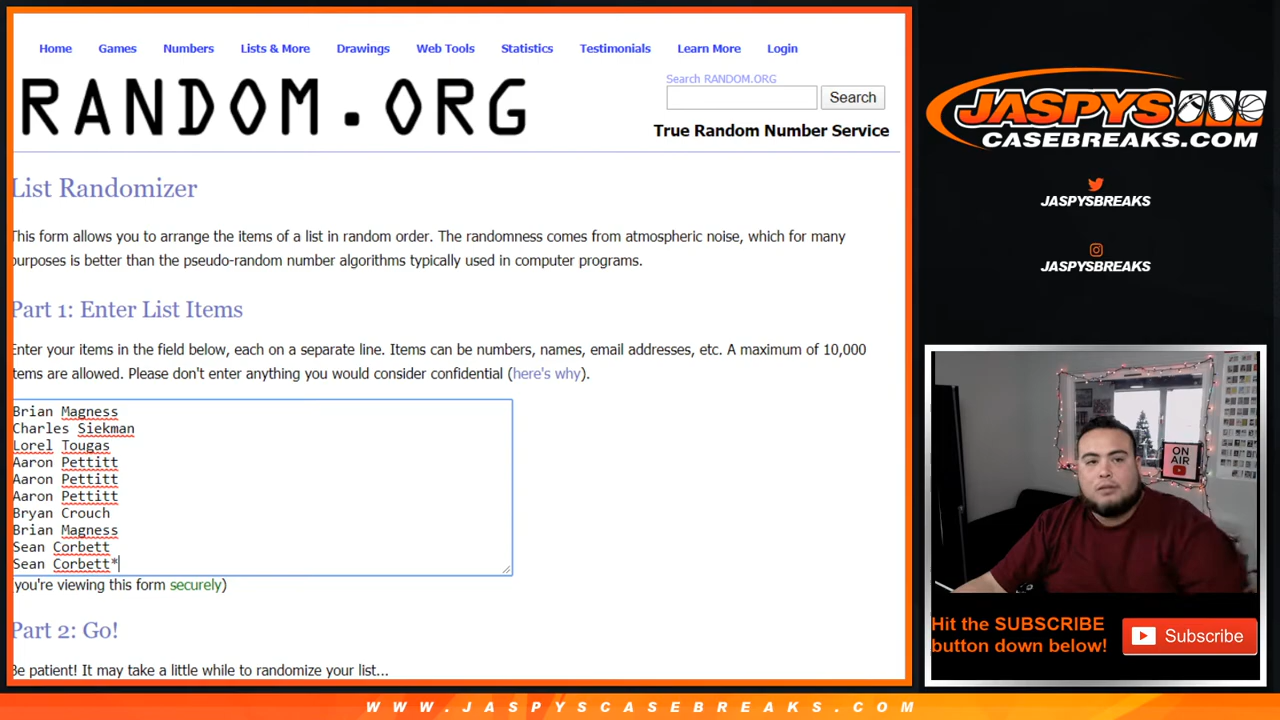 Home Games Numbers Lists & More Drawings Web Tools Statistics Testimonials Learn More Login
RANDOM.ORG
Search RANDOM.ORG
Search
True Random Number Service
List Randomizer
This form allows you to arrange the items of a list in random order. The randomness comes from atmospheric noise, which for many
purposes is better than the pseudo-random number algorithms typically used in computer programs.
Part 1: Enter List Items
Enter your items in the field below, each on a separate line. Items can be numbers, names, email addresses, etc. A maximum of 10,000
items are allowed. Please don't enter anything you would consider confidential (here's why).
Brian Magness
Charles Siekman
Lorel Tougas
Aaron Pettitt
Aaron Pettitt
Aaron Pettitt
Bryan Crouch
Brian Magness
Sean Corbett
Sean Corbett*
you're viewing this form securely)
Part 2: Go!
Be patient! It may take a little while to randomize your list...
JASPYS
CASEBREAKS.COM
JASPYSBREAKS
JASPYSBREAKS
ON
AIR
Hit the SUBSCRIBE
button down below!
Subscribe
WWW.JASPYSCASEBREAKS.COM